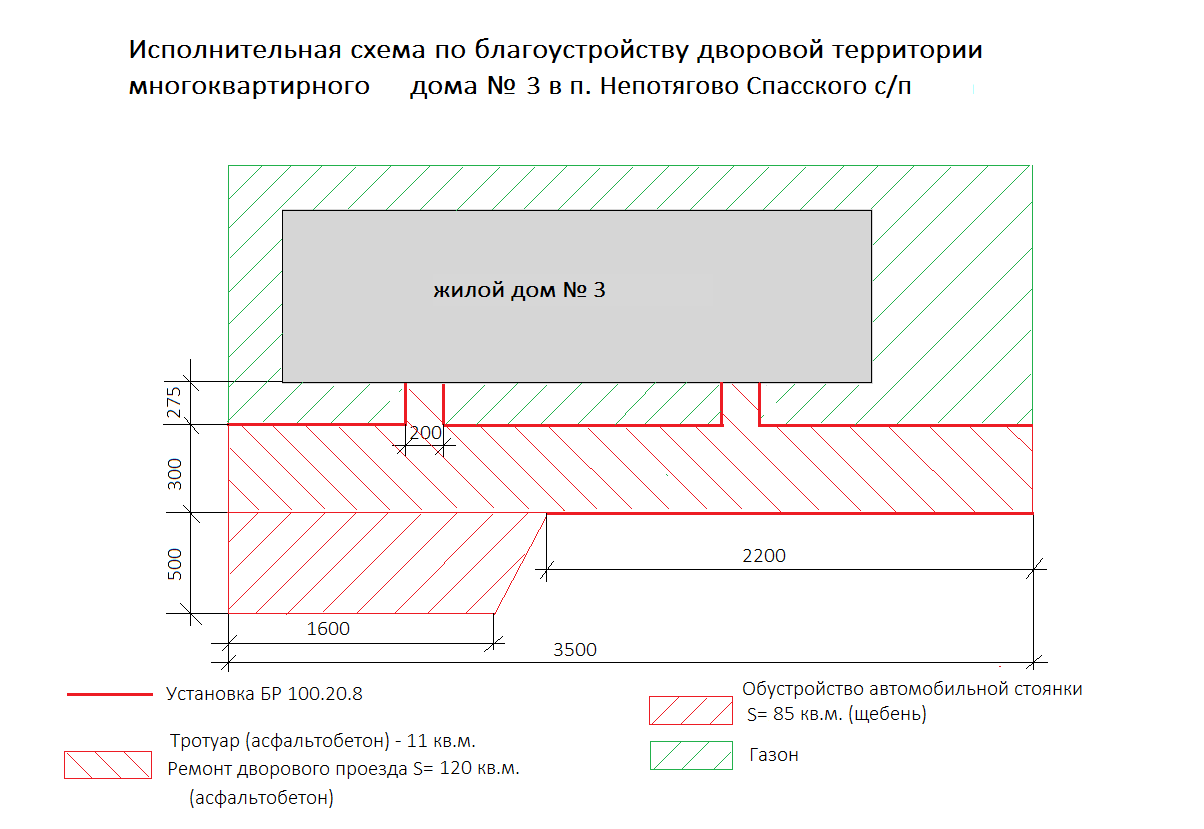 Исполнительная схема по благоустройству дворовой территории
многоквартирного дома № 3 в п. Непотягово Спасского с/п
жилой дом № 3
275
200
300
500
2200
1600
3500
Установка БР 100.20.8
Обустройство автомобильной стоянки
S= 85 кв.м. (щебень)
Тротуар (асфальтобетон) - 11 кв.м.
Ремонт дворового проезда S= 120 кв.м.
(асфальтобетон)
Газон